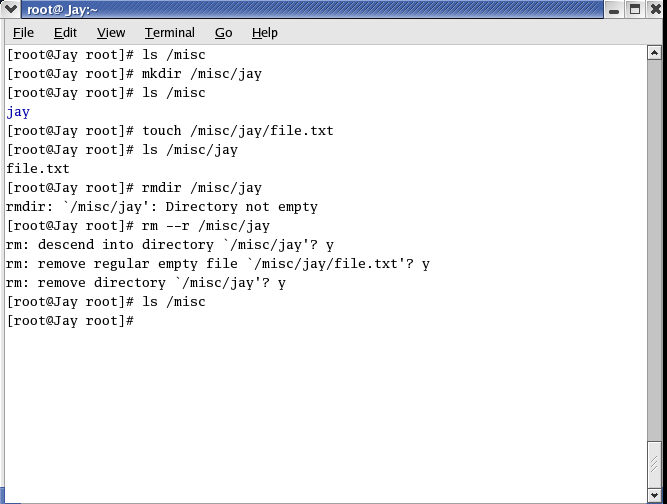 root@Jay:~
File Edit View Terminal Go Help
[root@Jay root]# ls /misc
[root@Jay root]# mkdir /misc/jay
[root@Jay root]# ls /misc
jay
[root@Jay root]# touch /misc/jay/file.txt
[root@Jay root]# ls /misc/jay
file.txt
[root@Jay root]# rmdir /misc/jay
rmdir: `/misc/jay': Directory not empty
[root@Jay root]# rm --r /misc/jay
rm: descend into directory `/misc/jay'? y
rm: remove regular empty file `/misc/jay/file.txt'? y
rm: remove directory `/misc/jay'? y
[root@Jay root]# ls /misc
[root@Jay root]#